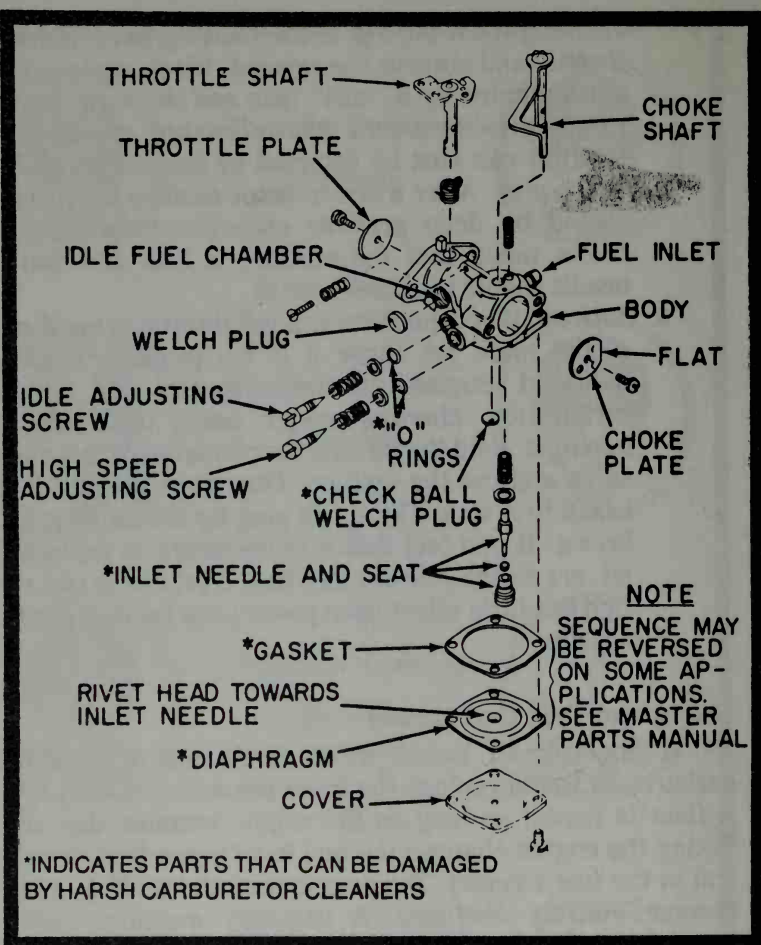 THROTTLE SHAFT
CHOKE
SHAFT
THROTTLE PLATE
IDLE FUEL CHAMBER
FUEL INLET
BODY
WELCH PLUG
FLAT
IDLE ADJUSTING
SCREW
*"O"
RINGS
CHOKE
PLATE
HIGH SPEED
ADJUSTING SCREW
*CHECK BALL
WELCH PLUG
*INLET NEEDLE AND SEAT
NOTE
SEQUENCE MAY
BE REVERSED
ON SOME AP-
PLICATIONS.
SEE MASTER
PARTS MANUAL
*GASKET
RIVET HEAD TOWARDS
INLET NEEDLE
*DIAPHRAGM
COVER
*INDICATES PARTS THAT CAN BE DAMAGED
BY HARSH CARBURETOR CLEANERS